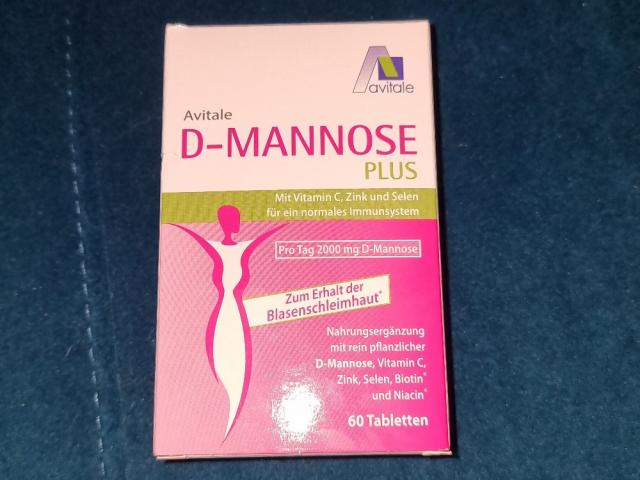 avitale
Avitale
D-MANNOSE
PLUS
Mit Vitamin C, Zink und Selen
für ein normales Immunsystem
Pro Tag 2000 mg D-Mannose
Zum Erhalt der
Blasenschleimhaut*
Nahrungsergänzung
mit rein pflanzlicher
D-Mannose, Vitamin C,
Zink, Selen, Biotin*
und Niacin*
60 Tabletten